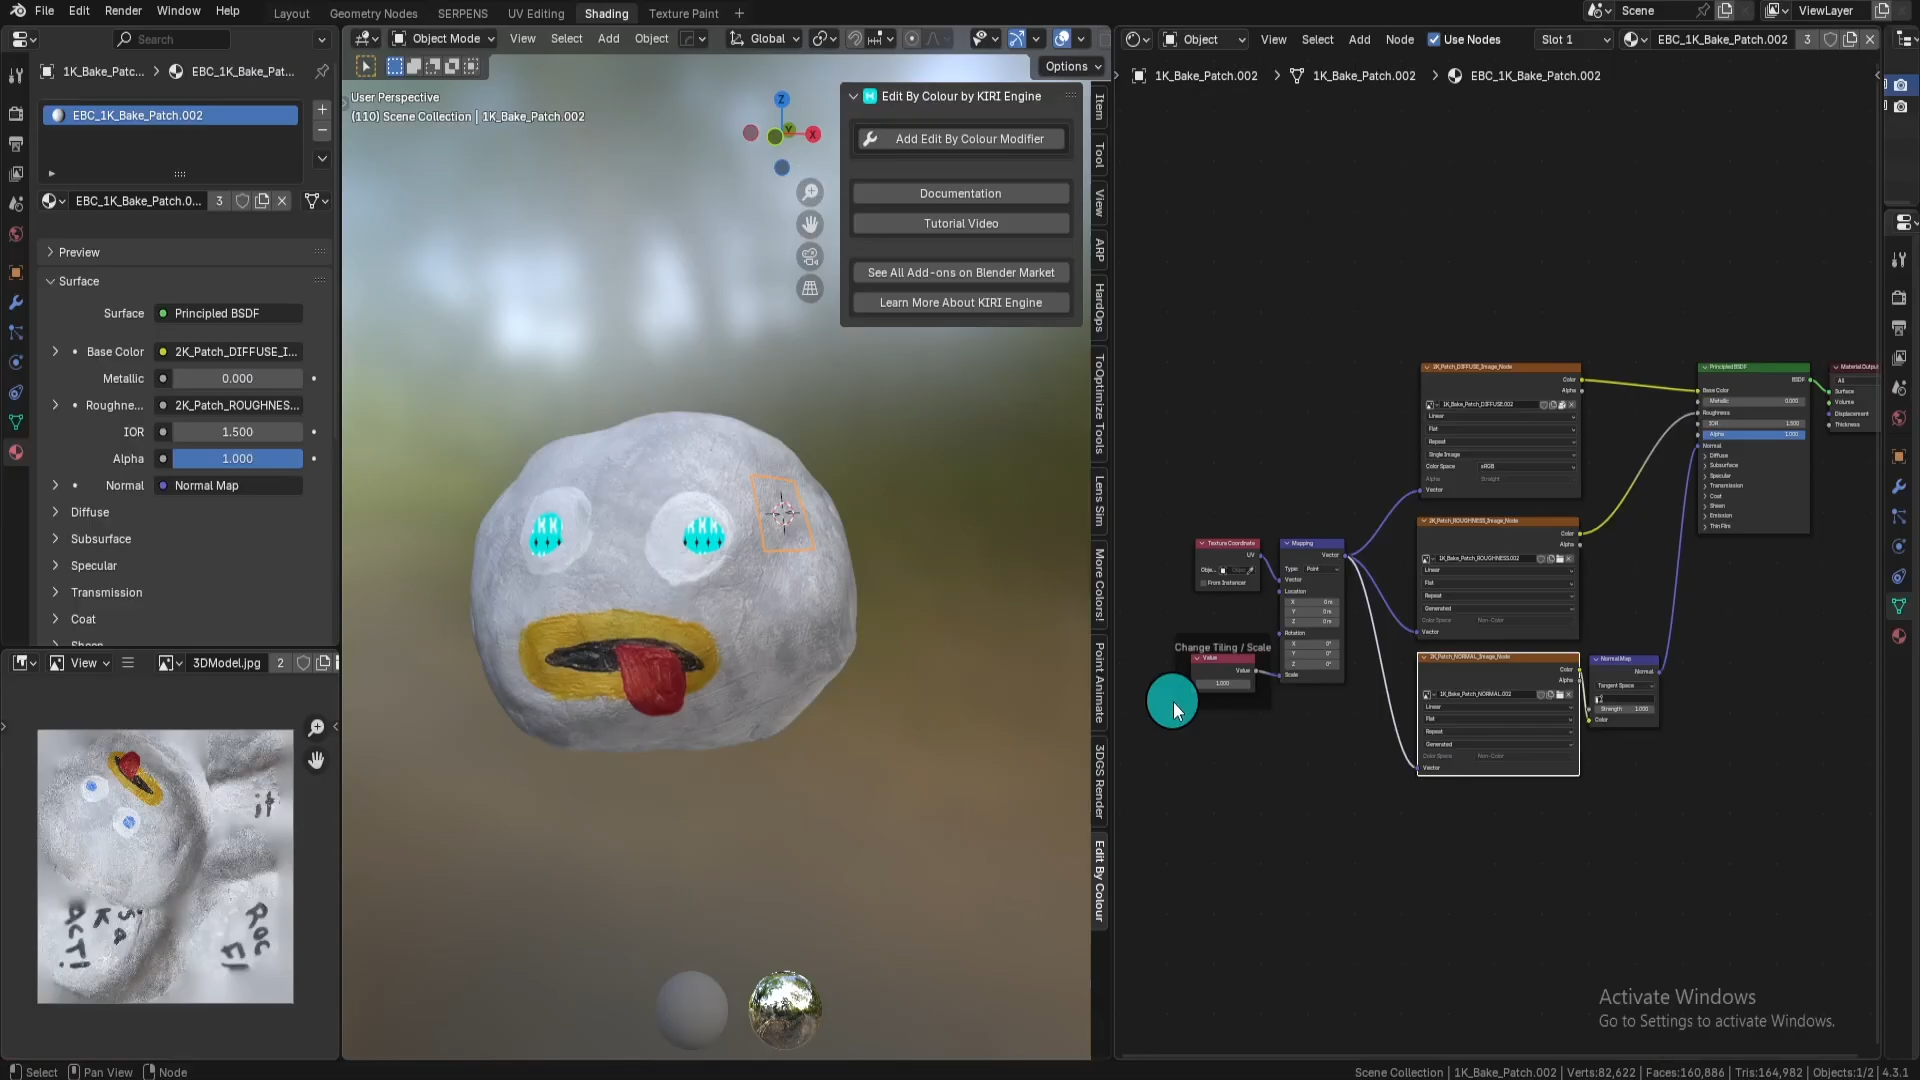 File Edit Render Window Help Layout Geometry Nodes SERPENS UV Editing Shading Texture Paint + Scene ViewLayer
Search
Object Mode View Select Add Object Global
Object View Select Add Node Use Nodes Slot 1 EBC_1K_Bake_Patch.002 3
Options
1K_Bake_Patc... EBC_1K_Bake_Pat...
1K_Bake_Patch.002 1K_Bake_Patch.002 EBC_1K_Bake_Patch.002
User Perspective
(110) Scene Collection | 1K_Bake_Patch.002
Z
Y
X
Edit By Colour by KIRI Engine
Add Edit By Colour Modifier
Documentation
Tutorial Video
See All Add-ons on Blender Market
Learn More About KIRI Engine
Item
Tool
View
ARP
HardOps
ToOptimize Tools
Lens Sim
More Colors!
Point Animate
3DGS Render
Edit By Colour
EBC_1K_Bake_Patch.002
EBC_1K_Bake_Patch.0... 3
Preview
Surface
Surface Principled BSDF
Base Color 2K_Patch_DIFFUSE_I...
Metallic 0.000
Roughne... 2K_Patch_ROUGHNES...
IOR 1.500
Alpha 1.000
Normal Normal Map
Diffuse
Subsurface
Specular
Transmission
Coat
Sheen
View 3DModel.jpg 2
Texture Coordinate
UV
Obje...
From Instancer
Change Tiling / Scale
Value
Value
1.000
Mapping
Vector
Type: Point
Vector
Location
X 0 m
Y 0 m
Z 0 m
Rotation
X 0°
Y 0°
Z 0°
Scale
2K_Patch_DIFFUSE_Image_Node
Color
Alpha
1K_Bake_Patch_DIFFUSE.002
Linear
Flat
Repeat
Single Image
Color Space sRGB
Alpha Straight
Vector
2K_Patch_ROUGHNESS_Image_Node
Color
Alpha
1K_Bake_Patch_ROUGHNESS.002
Linear
Flat
Repeat
Generated
Color Space Non-Color
Vector
2K_Patch_NORMAL_Image_Node
Color
Alpha
1K_Bake_Patch_NORMAL.002
Linear
Flat
Repeat
Generated
Color Space Non-Color
Vector
Normal Map
Normal
Tangent Space
Strength 1.000
Color
Principled BSDF
BSDF
Base Color
Metallic 0.000
Roughness
IOR 1.500
Alpha 1.000
Normal
Diffuse
Subsurface
Specular
Transmission
Coat
Sheen
Emission
Thin Film
Material Output
All
Surface
Volume
Displacement
Thickness
Activate Windows
Go to Settings to activate Windows.
Select Pan View Node
Scene Collection | 1K_Bake_Patch.002 | Verts:82,622 | Faces:160,886 | Tris:164,982 | Objects:1/2 | 4.3.1